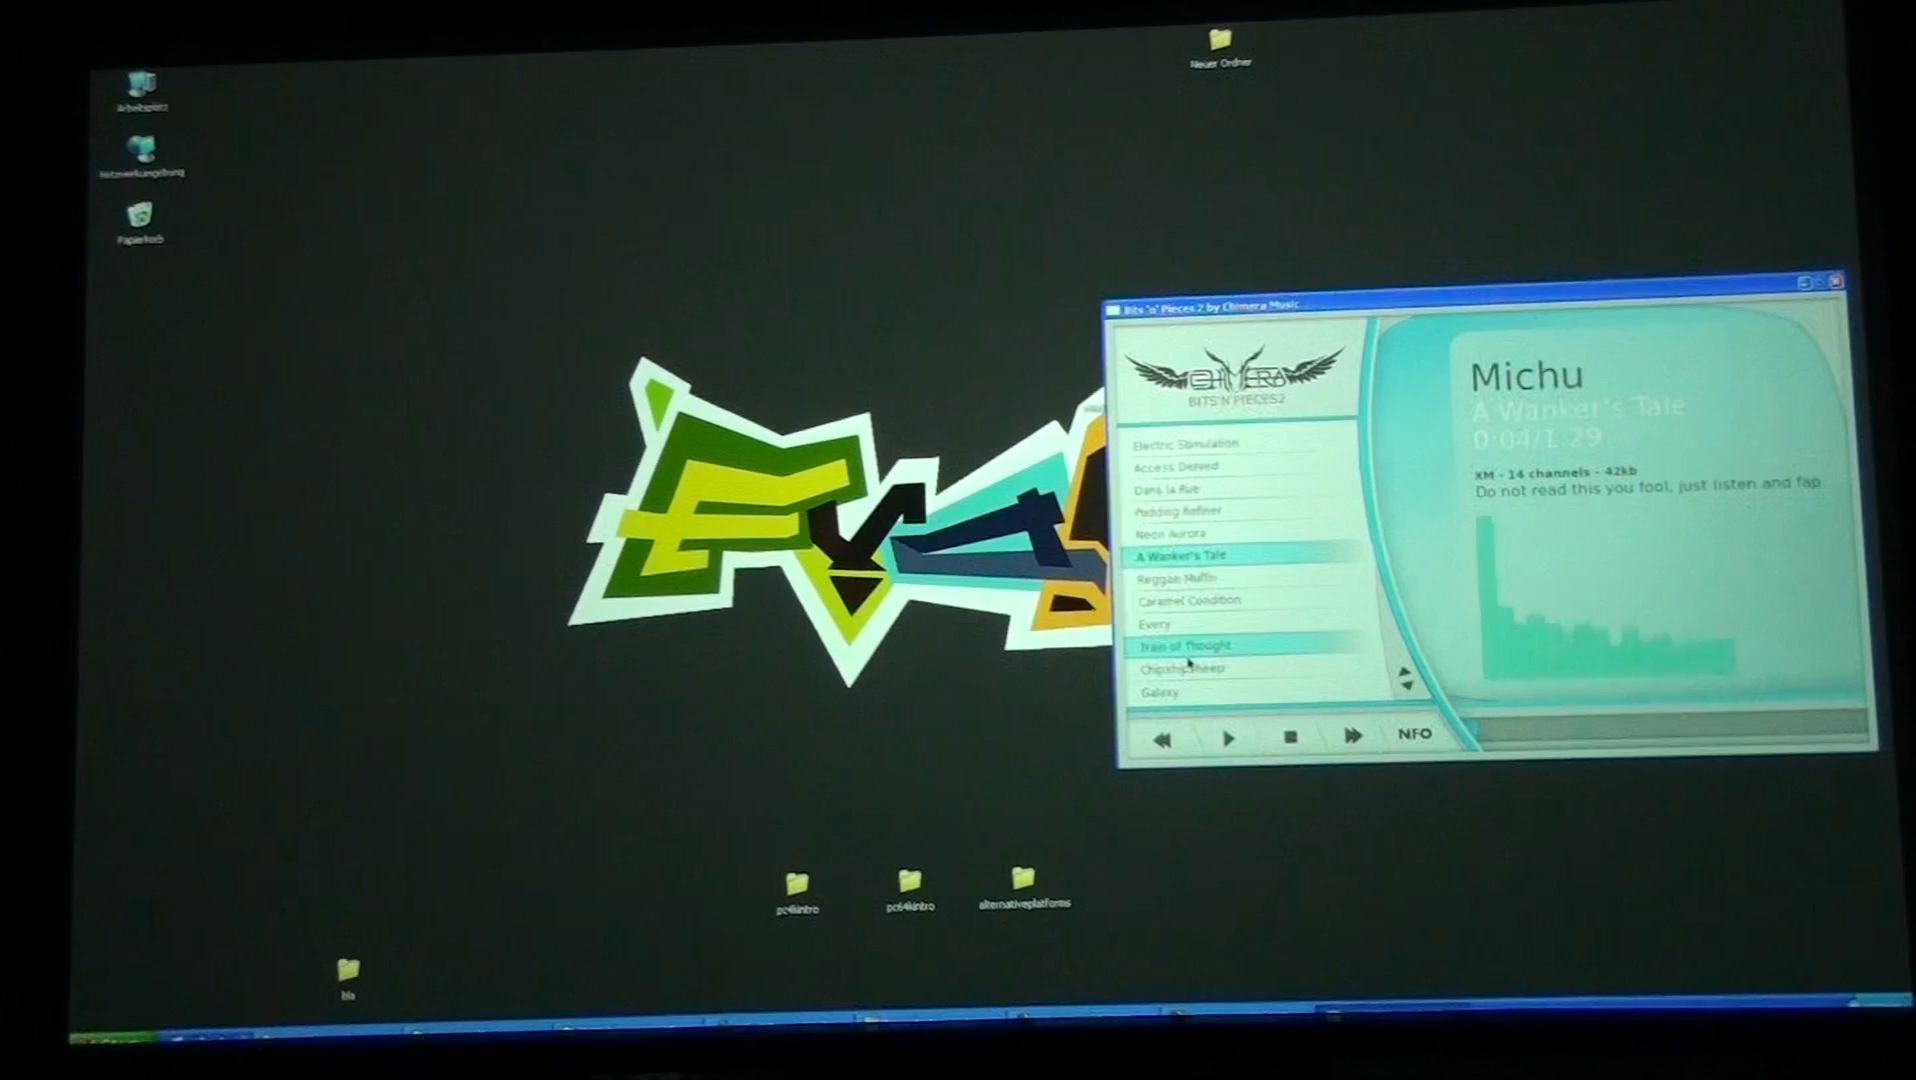 Neuer Ordner
Arbeitsplatz
Netzwerkumgebung
Papierkorb
Bits 'n' Pieces 2 by Chimera Music
CHIMERA
BITS'N'PIECES2
Electric Stimulation
Access Denied
Dans la Rue
Pudding Refiner
Neon Aurora
A Wanker's Tale
Reggan Muffin
Caramel Condition
Every
Train of Thought
Galaxy
NFO
Michu
A Wanker's Tale
0:04/1:29
XM - 14 channels - 42kb
Do not read this you fool, just listen and fap
pc4kintro
pc64kintro
alternativeplatforms
bla